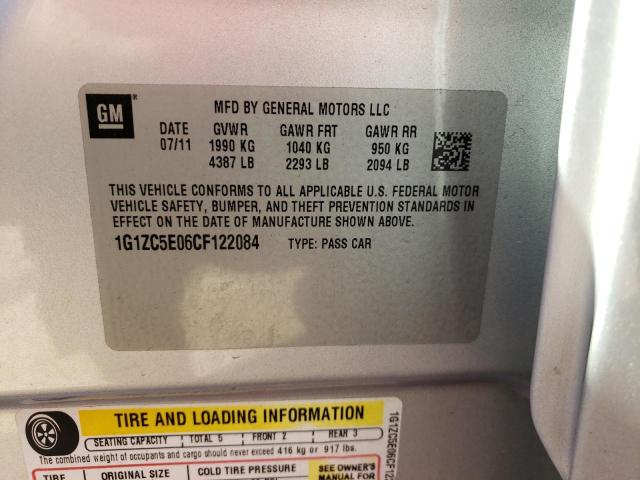 GM ®
MFD BY GENERAL MOTORS LLC
DATE GVWR GAWR FRT GAWR RR
07/11 1990 KG 1040 KG 950 KG
4387 LB 2293 LB 2094 LB
THIS VEHICLE CONFORMS TO ALL APPLICABLE U.S. FEDERAL MOTOR
VEHICLE SAFETY, BUMPER, AND THEFT PREVENTION STANDARDS IN
EFFECT ON THE DATE OF MANUFACTURE SHOWN ABOVE.
1G1ZC5E06CF122084 TYPE: PASS CAR
TIRE AND LOADING INFORMATION
SEATING CAPACITY TOTAL 5 FRONT 2 REAR 3
The combined weight of occupants and cargo should never exceed 416 kg or 917 lbs.
TIRE ORIGINAL SIZE COLD TIRE PRESSURE
SEE OWNER'S
MANUAL FOR
1G1ZC5E06CF12